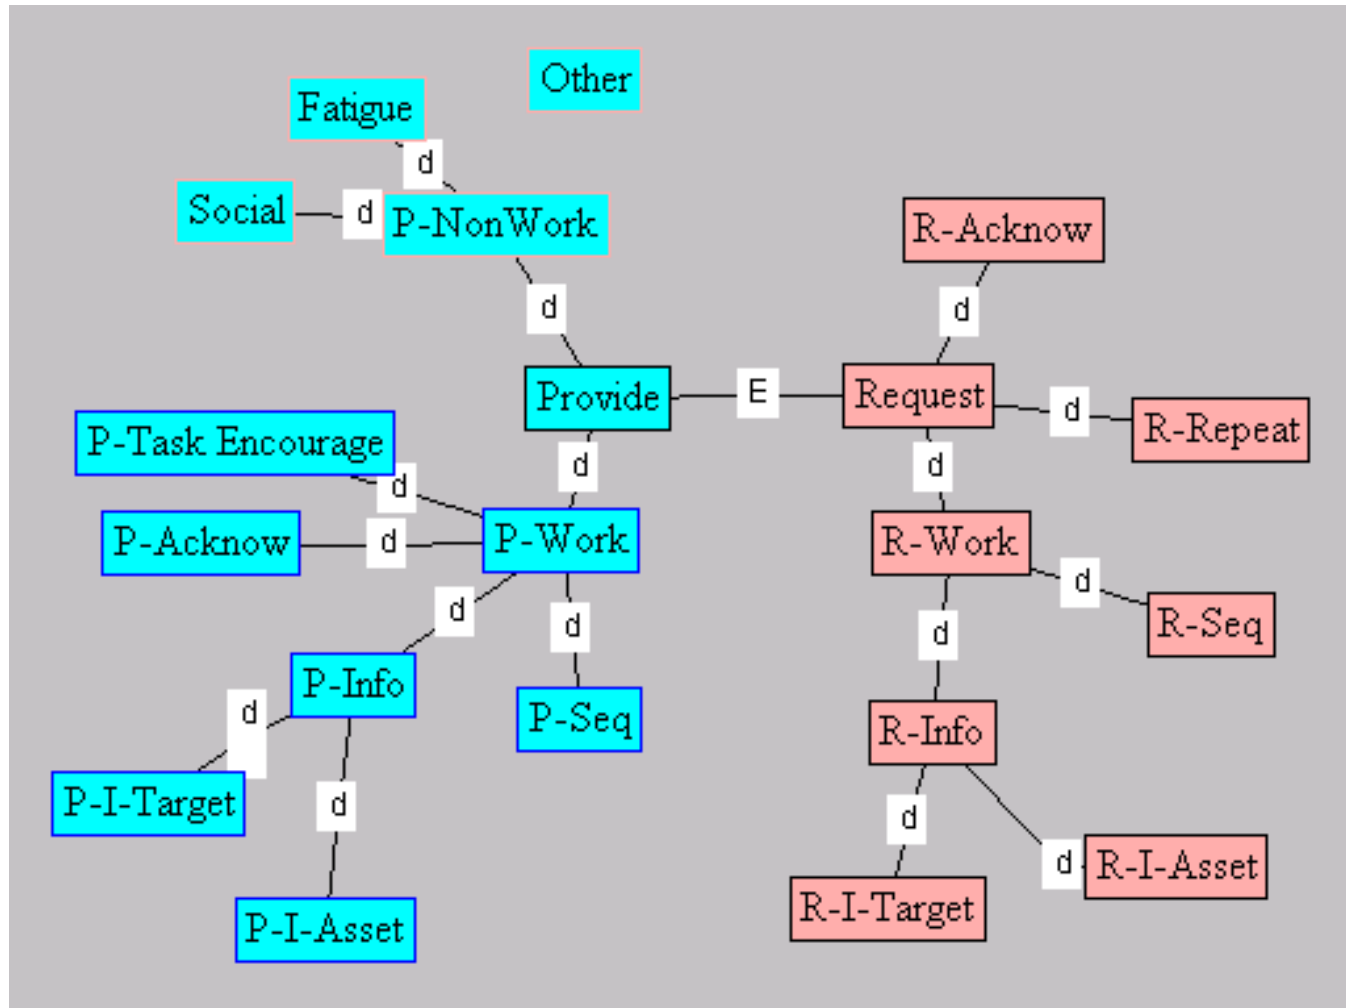 Other
Fatigue
d
Social
d
P-NonWork
R-Acknow
d
d
Provide
E
Request
d
R-Repeat
P-Task Encourage
d
d
d
P-Acknow
d
P-Work
R-Work
d
R-Seq
d
d
d
P-Info
P-Seq
R-Info
d
P-I-Target
d
d
R-I-Asset
d
R-I-Target
P-I-Asset